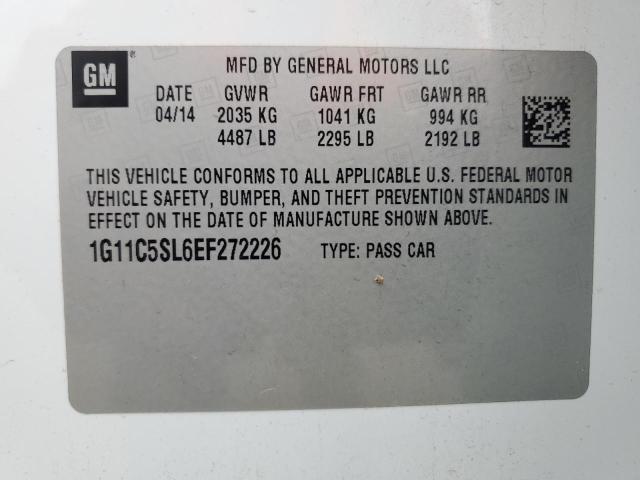 GM
MFD BY GENERAL MOTORS LLC
DATE GVWR GAWR FRT GAWR RR
04/14 2035 KG 1041 KG 994 KG
4487 LB 2295 LB 2192 LB
THIS VEHICLE CONFORMS TO ALL APPLICABLE U.S. FEDERAL MOTOR
VEHICLE SAFETY, BUMPER, AND THEFT PREVENTION STANDARDS IN
EFFECT ON THE DATE OF MANUFACTURE SHOWN ABOVE.
1G11C5SL6EF272226 TYPE: PASS CAR